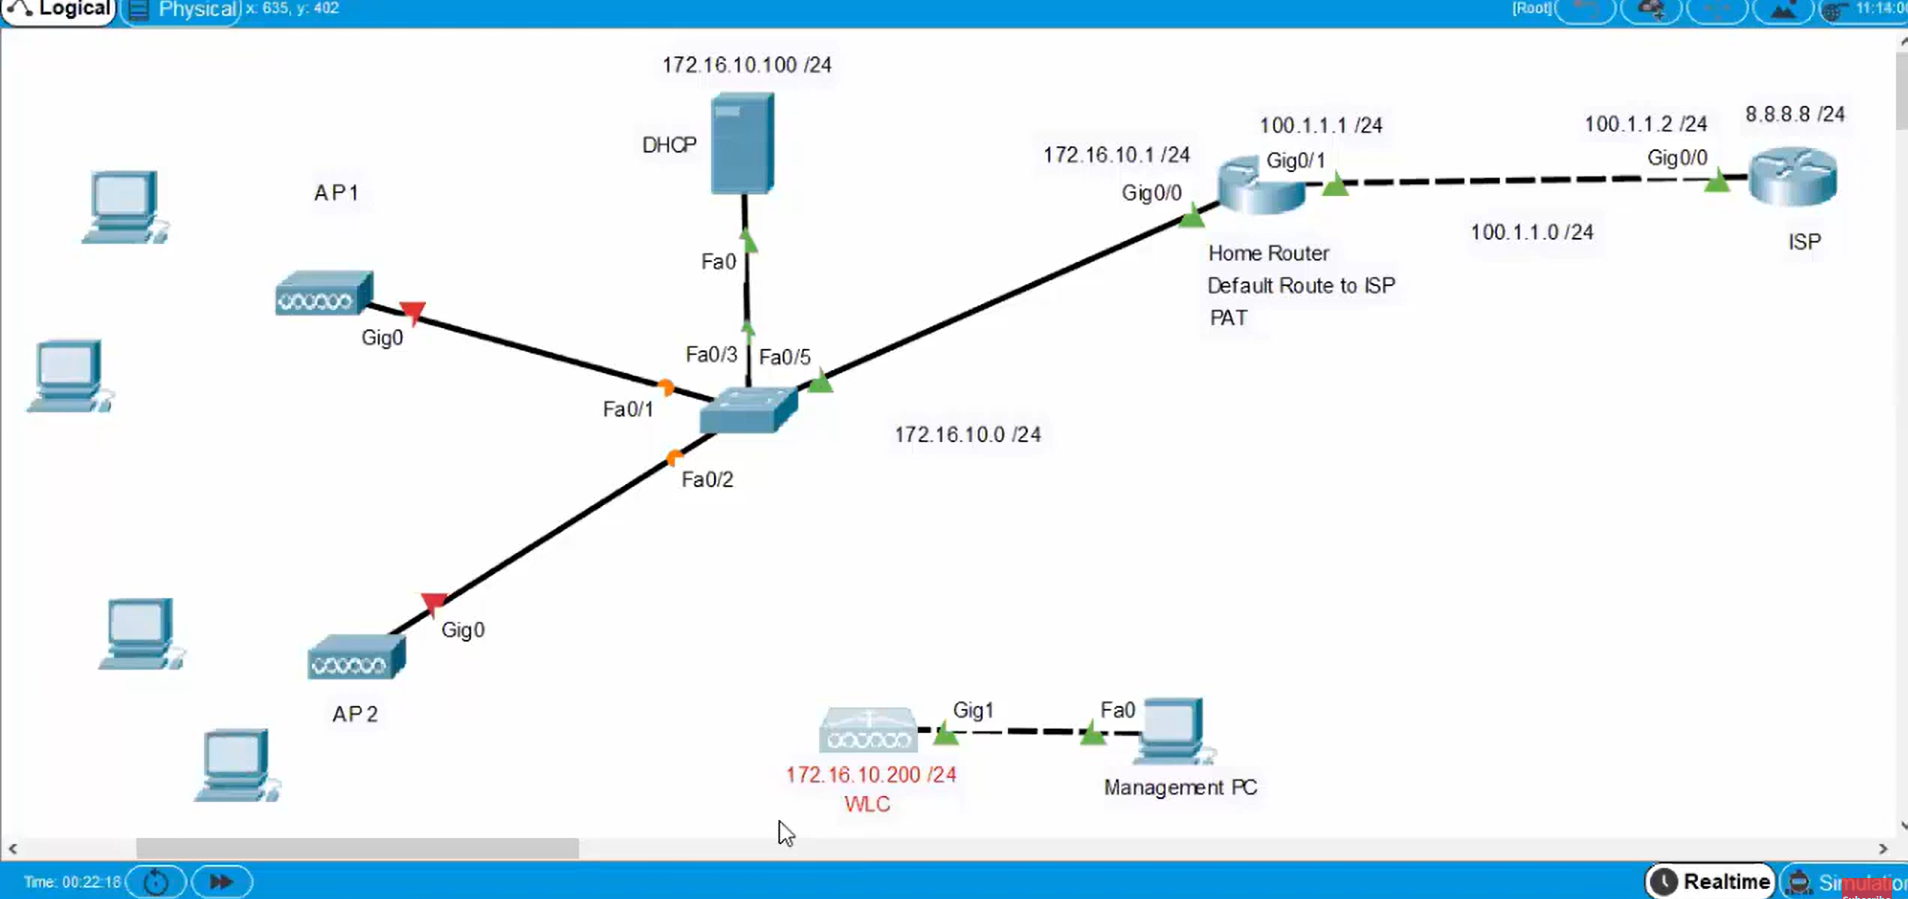 Logical
Physical
x: 635, y: 402
[Root]
172.16.10.100 /24
DHCP
Fa0
Fa0/3
Fa0/5
AP1
Gig0
Fa0/1
Fa0/2
Gig0
AP2
172.16.10.1 /24
Gig0/0
100.1.1.1 /24
Gig0/1
Home Router
Default Route to ISP
PAT
100.1.1.2 /24
Gig0/0
8.8.8.8 /24
100.1.1.0 /24
ISP
172.16.10.0 /24
Gig1
Fa0
172.16.10.200 /24
WLC
Management PC
Time: 00:22:18
Realtime